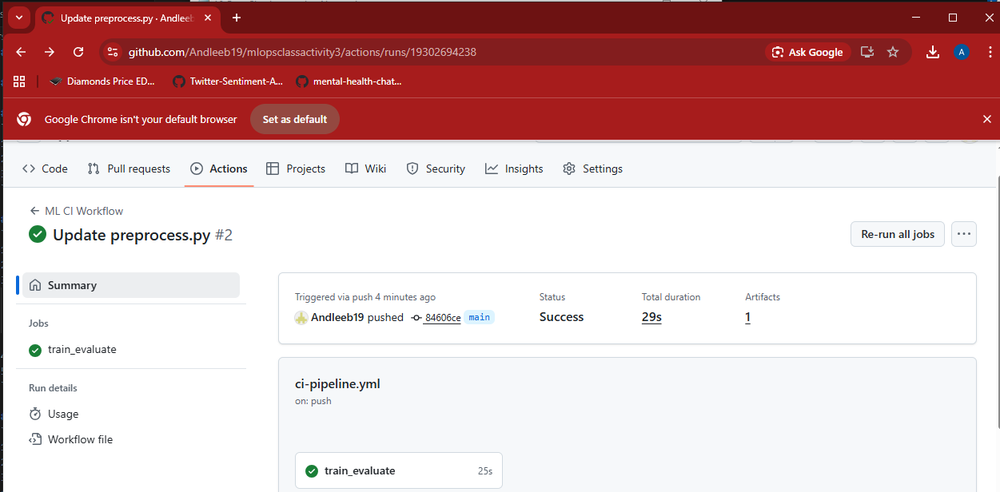 Update preprocess.py · Andleeb
github.com/Andleeb19/mlopsclassactivity3/actions/runs/19302694238
Ask Google
A
Diamonds Price ED...
Twitter-Sentiment-A...
mental-health-chat...
Google Chrome isn't your default browser
Set as default
Code
Pull requests
Actions
Projects
Wiki
Security
Insights
Settings
ML CI Workflow
Update preprocess.py #2
Re-run all jobs
Summary
Jobs
train_evaluate
Run details
Usage
Workflow file
Triggered via push 4 minutes ago
Andleeb19 pushed 84606ce main
Status
Success
Total duration
29s
Artifacts
1
ci-pipeline.yml
on: push
train_evaluate 25s